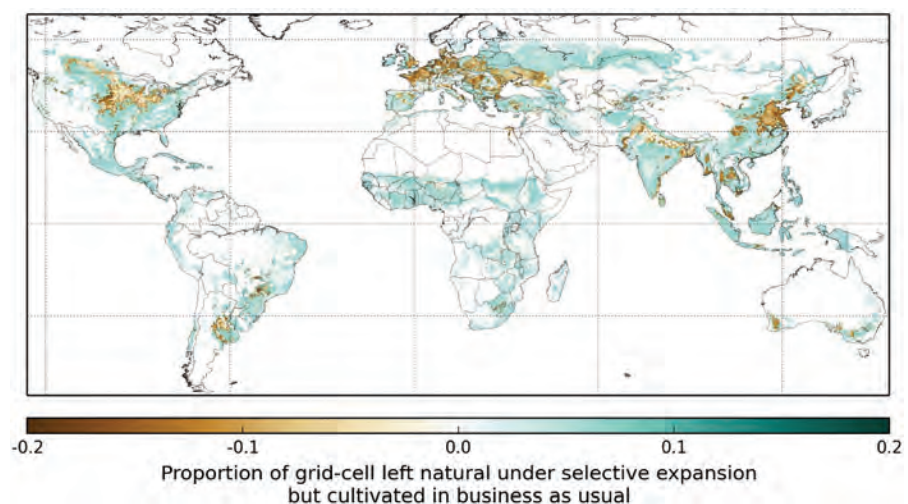 -0.2 -0.1 0.0 0.1 0.2
Proportion of grid-cell left natural under selective expansion
but cultivated in business as usual